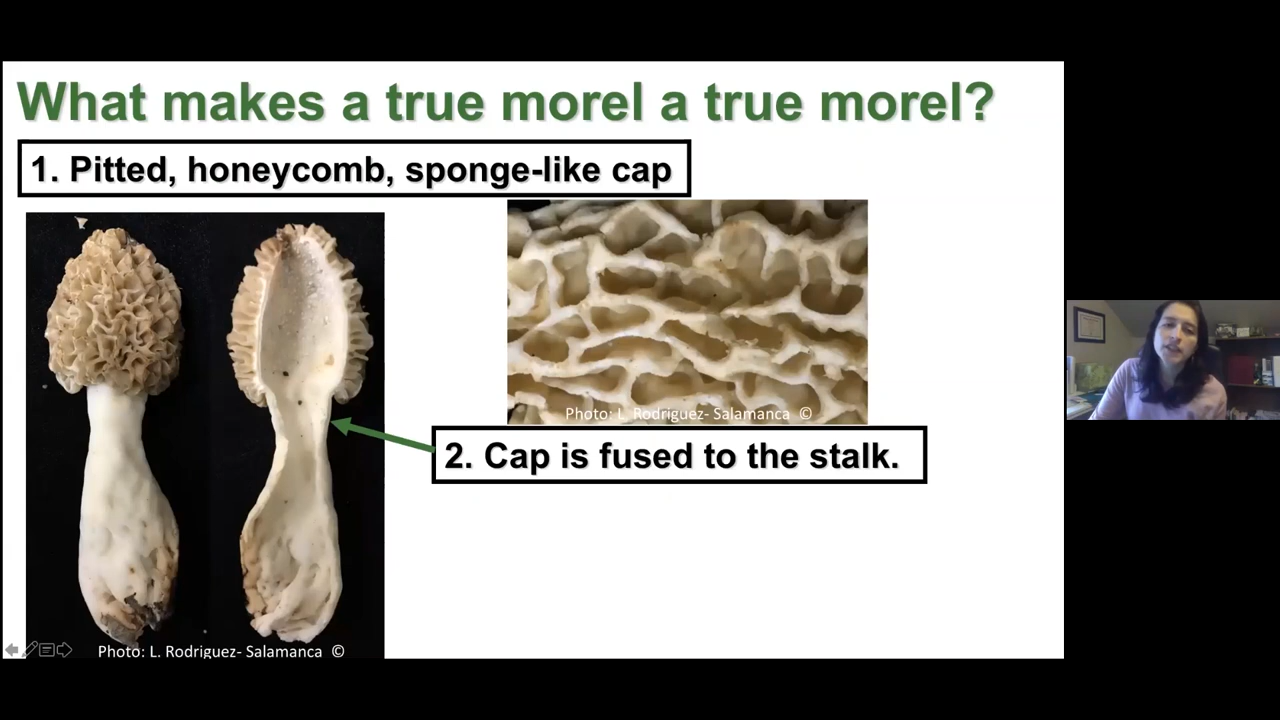 What makes a true morel a true morel?
1. Pitted, honeycomb, sponge-like cap
Photo: L. Rodriguez- Salamanca ©
2. Cap is fused to the stalk.
Photo: L. Rodriguez- Salamanca ©